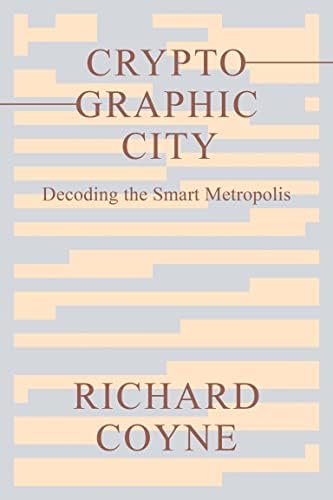 CRYPTO
GRAPHIC
CITY
Decoding the Smart Metropolis
RICHARD
COYNE